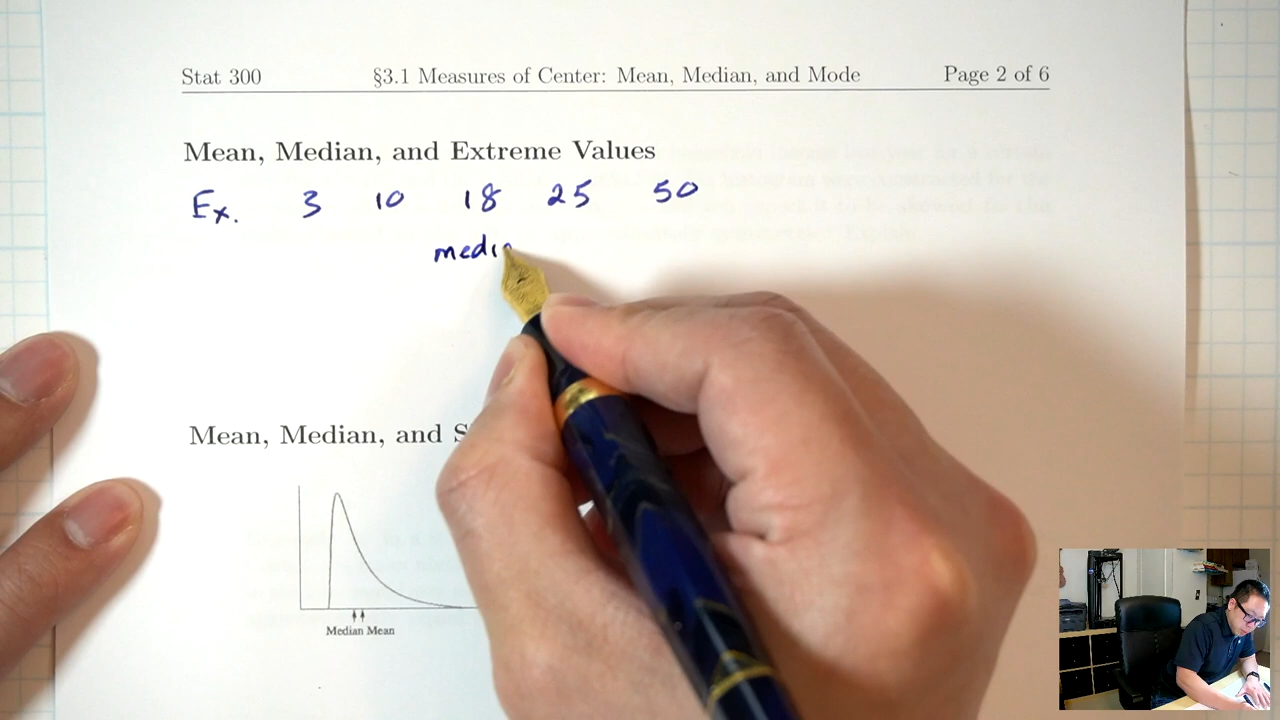 Stat 300 §3.1 Measures of Center: Mean, Median, and Mode Page 2 of 6
Mean, Median, and Extreme Values
Ex. 3 10 18 25 50
media
Mean, Median, and S
Median Mean